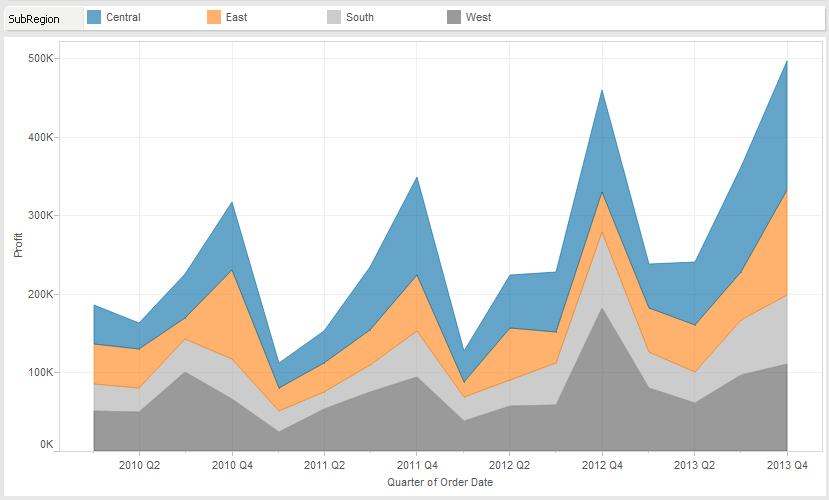 SubRegion Central East South West
500K
400K
300K
200K
100K
0K
Profit
2010 Q2 2010 Q4 2011 Q2 2011 Q4 2012 Q2 2012 Q4 2013 Q2 2013 Q4
Quarter of Order Date